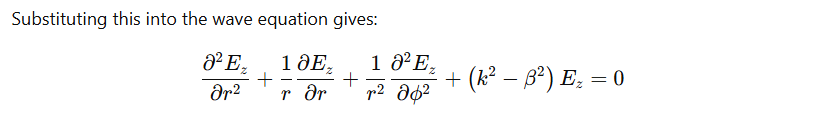 Substituting this into the wave equation gives:
∂²E_z/∂r² + 1/r ∂E_z/∂r + 1/r² ∂²E_z/∂ϕ² + (k² − β²) E_z = 0